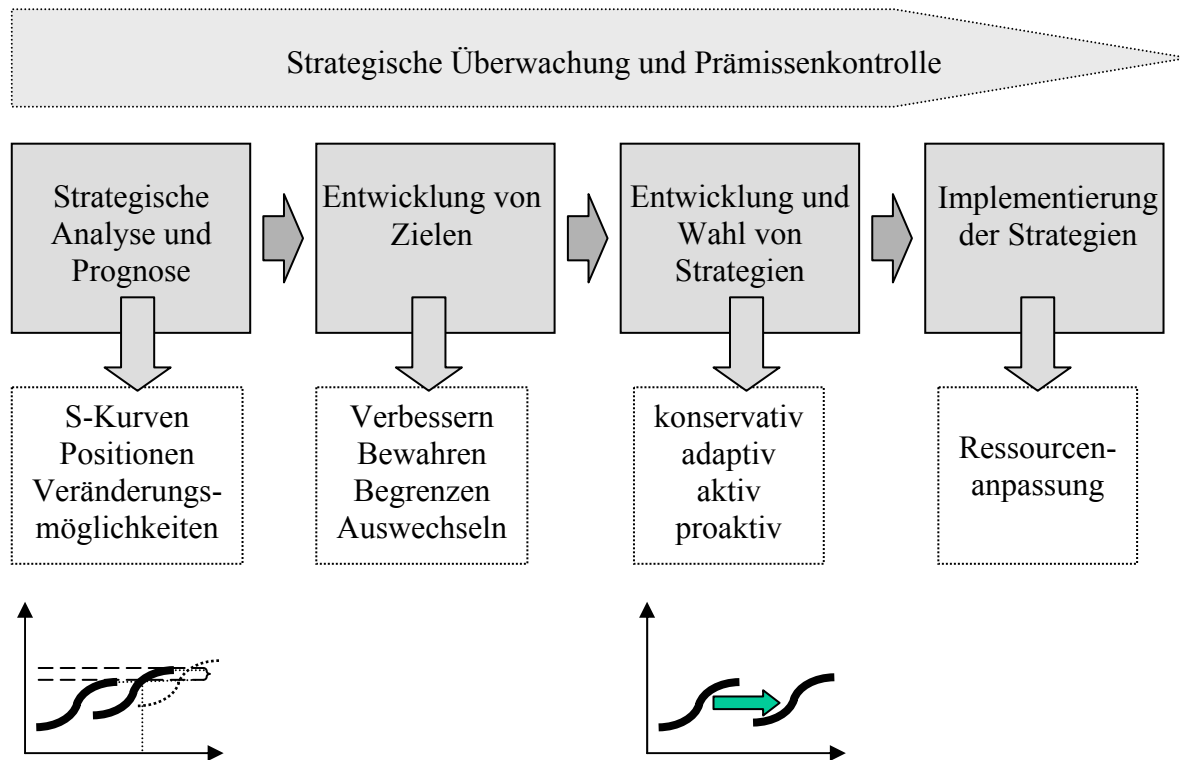 Strategische Überwachung und Prämissenkontrolle
Strategische
Analyse und
Prognose
Entwicklung von
Zielen
Entwicklung und
Wahl von
Strategien
Implementierung
der Strategien
S-Kurven
Positionen
Veränderungs-
möglichkeiten
Verbessern
Bewahren
Begrenzen
Auswechseln
konservativ
adaptiv
aktiv
proaktiv
Ressourcen-
anpassung